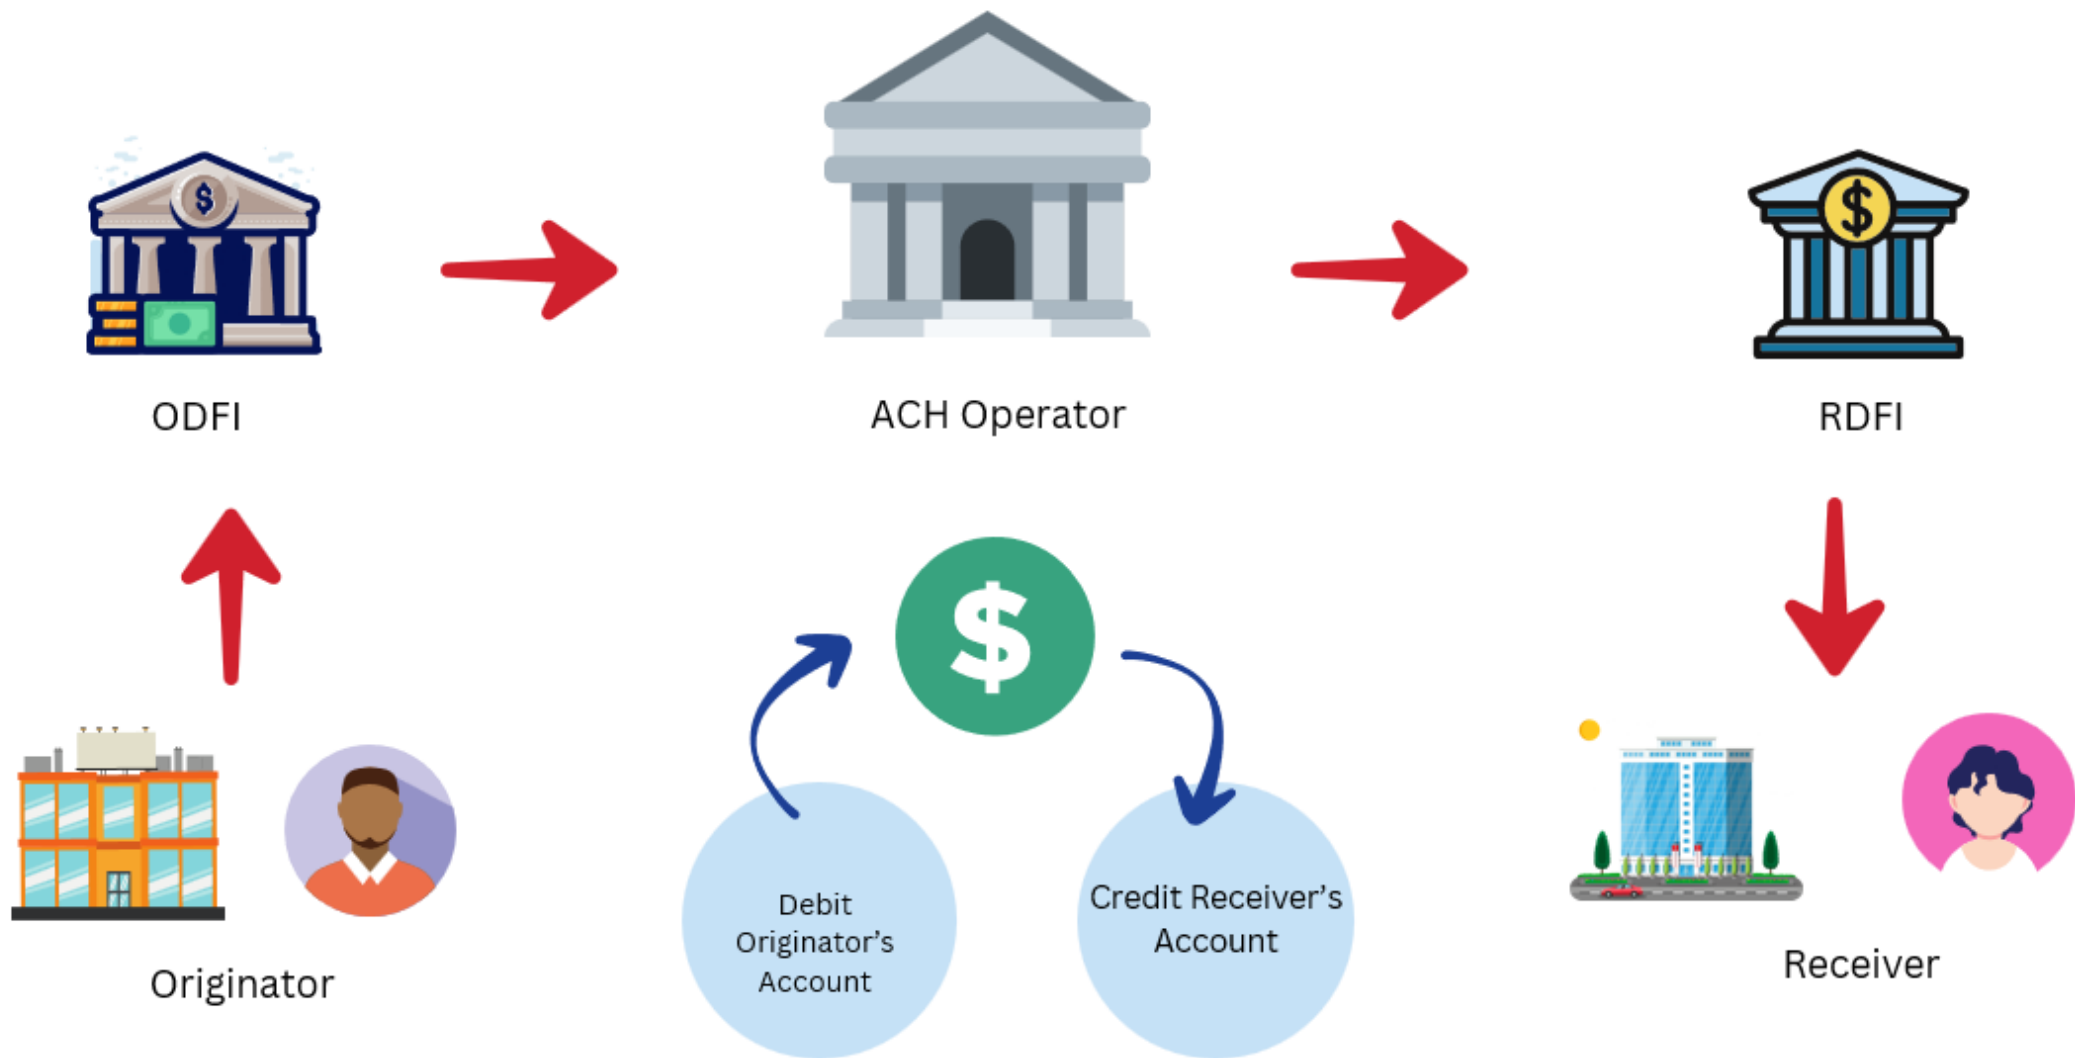 ODFI
ACH Operator
RDFI
$
Debit
Originator’s
Account
Credit Receiver’s
Account
Originator
Receiver
$
$